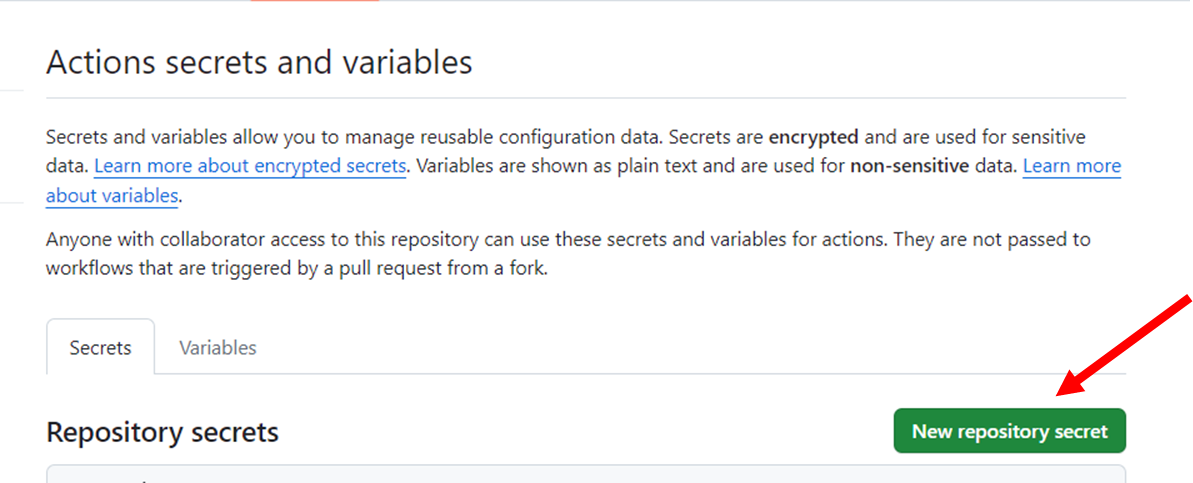 Actions secrets and variables
Secrets and variables allow you to manage reusable configuration data. Secrets are encrypted and are used for sensitive
data. Learn more about encrypted secrets. Variables are shown as plain text and are used for non-sensitive data. Learn more
about variables.
Anyone with collaborator access to this repository can use these secrets and variables for actions. They are not passed to
workflows that are triggered by a pull request from a fork.
Secrets
Variables
Repository secrets
New repository secret